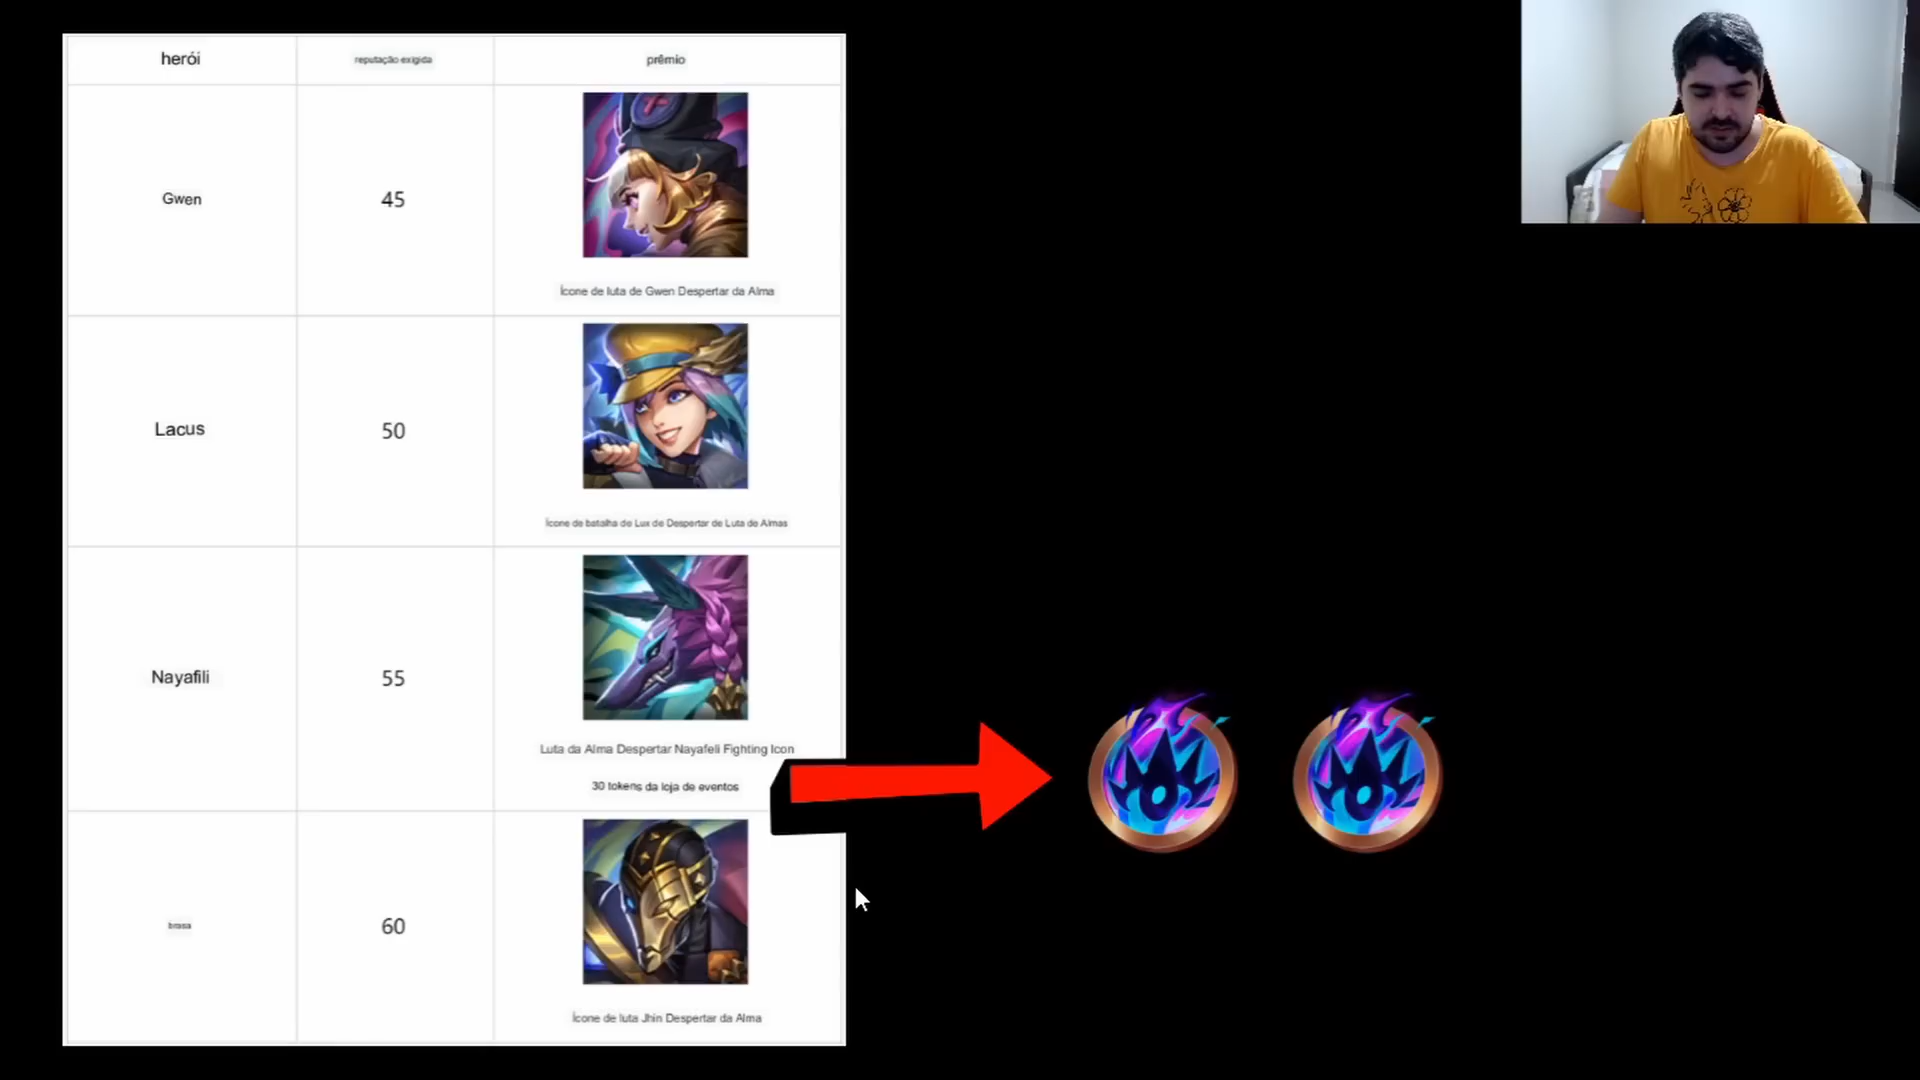 herói reputação exigida prêmio
Gwen 45
Ícone de luta de Gwen Despertar da Alma
Lacus 50
Ícone de batalha de Lux de Despertar de Luta de Almas
Nayafili 55
Luta da Alma Despertar Nayafeli Fighting Icon
30 tokens da loja de eventos
brasa 60
Ícone de luta Jhin Despertar da Alma